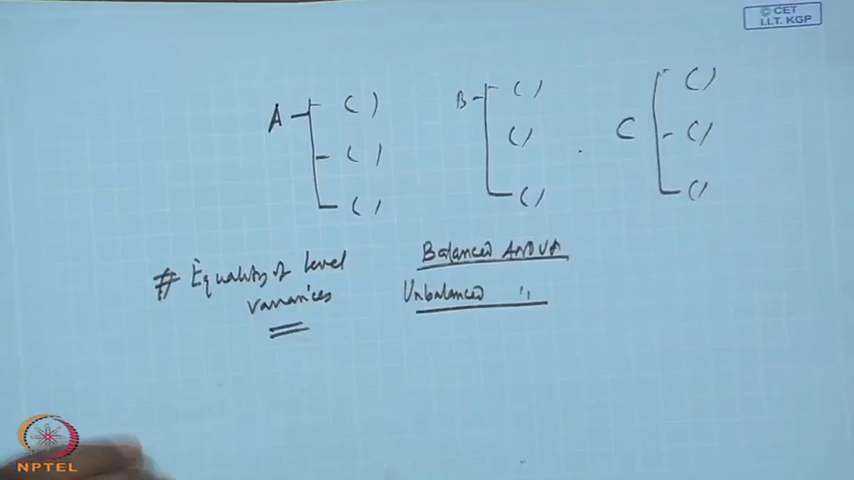 © CET
I.I.T. KGP
A ( ) B ( ) C ( )
( ) ( ) ( )
( ) ( ) ( )
# Equality of level
variances
Balanced ANOVA
Unbalanced "
NPTEL